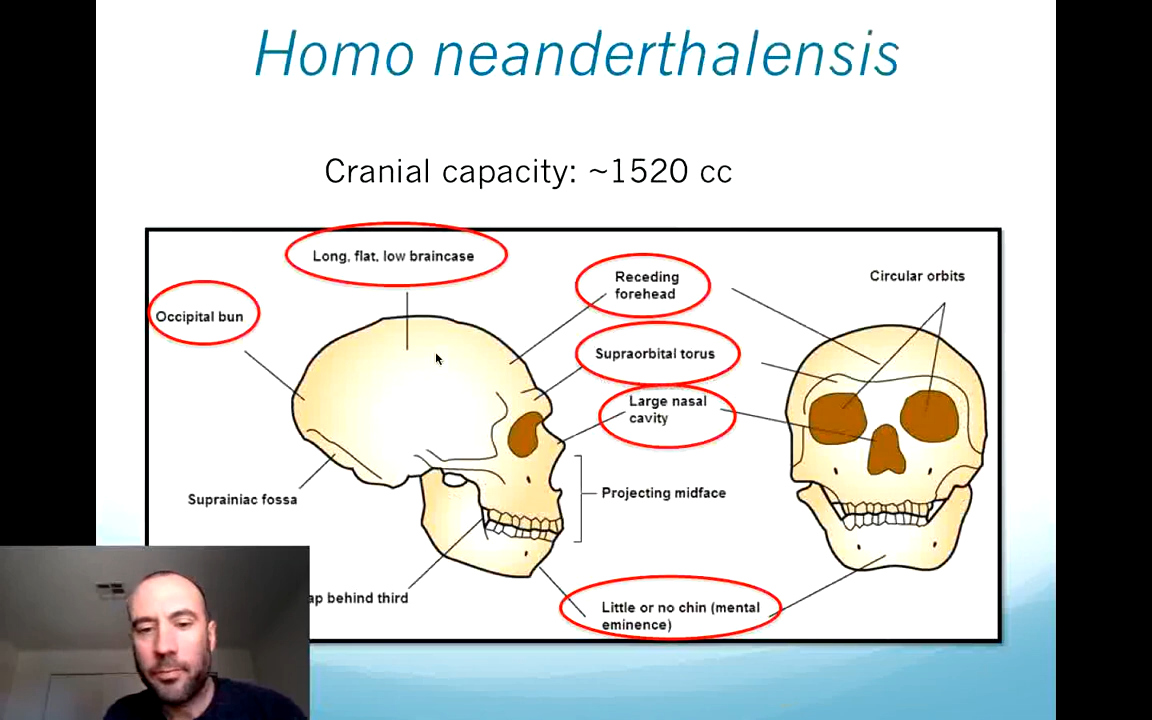 Homo neanderthalensis
Cranial capacity: ~1520 cc
Long, flat, low braincase
Occipital bun
Receding
forehead
Circular orbits
Supraorbital torus
Large nasal
cavity
Suprainiac fossa
Projecting midface
behind third
Little or no chin (mental
eminence)